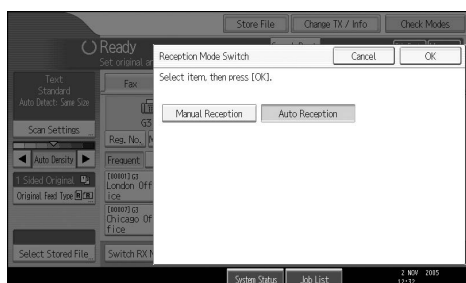 Store File
Change TX / Info
Check Modes
Ready
Set original an
Reception Mode Switch
Cancel
OK
Select item, then press [OK].
Manual Reception
Auto Reception
Text
Standard
Auto Detect: Same Size
Scan Settings
Auto Density
1 Sided Original
Original Feed Type
Select Stored File
Fax
G3
Reg. No.
Frequent
[00001] G3
London Off
ice
[00007] G3
Chicago Of
fice
Switch RX M
System Status
Job List
2 NOV 2005
12:32